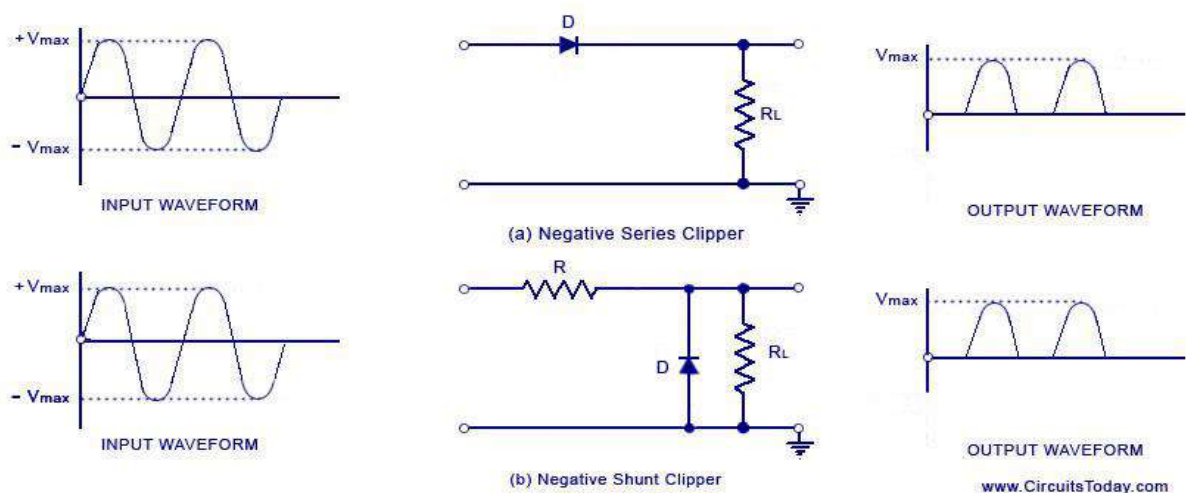 +Vmax
- Vmax
INPUT WAVEFORM
D
RL
(a) Negative Series Clipper
Vmax
OUTPUT WAVEFORM
+Vmax
- Vmax
INPUT WAVEFORM
R
D
RL
(b) Negative Shunt Clipper
Vmax
OUTPUT WAVEFORM
www.CircuitsToday.com